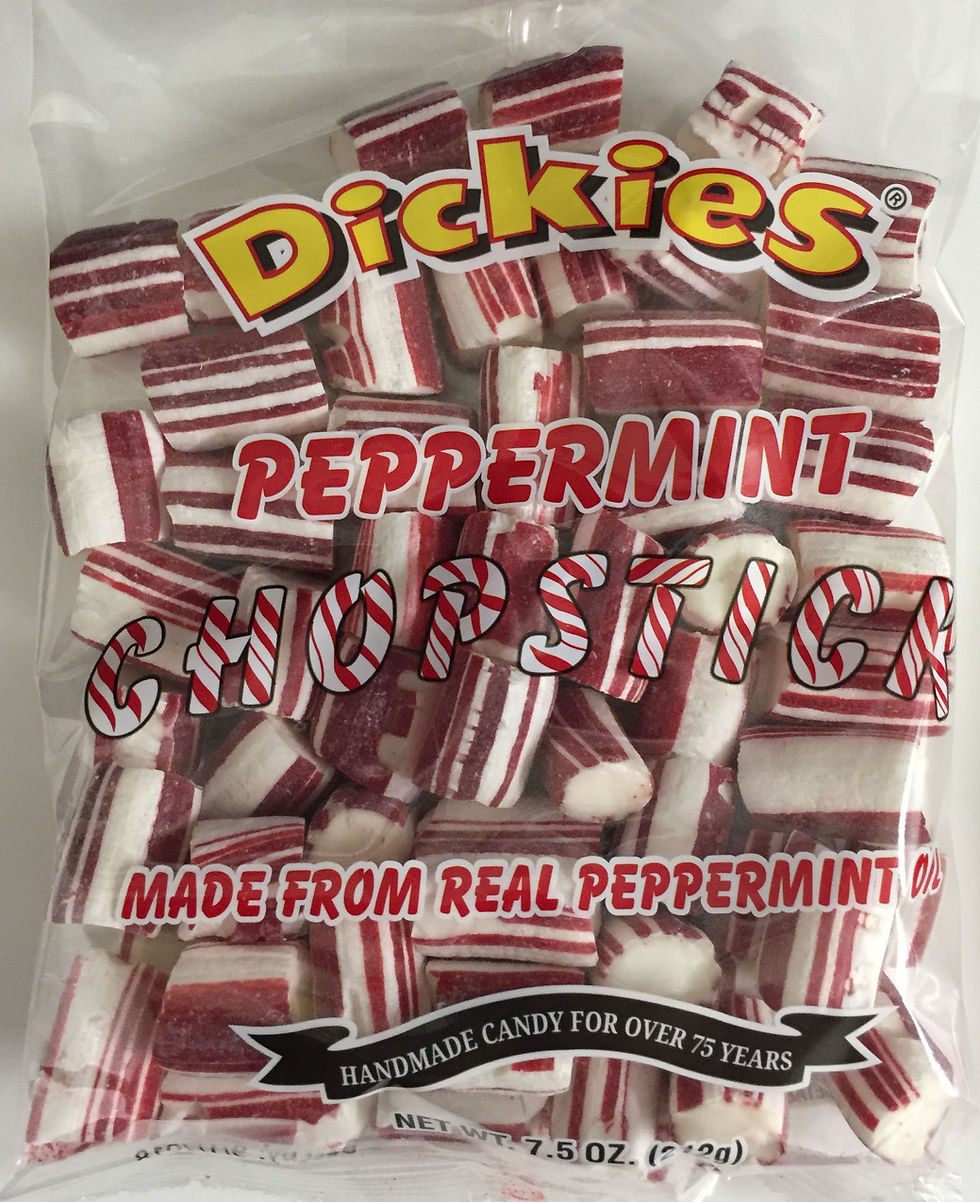 Dickies®
PEPPERMINT
CHOPSTICK
MADE FROM REAL PEPPERMINT OIL
HANDMADE CANDY FOR OVER 75 YEARS
NET WT. 7.5 OZ.